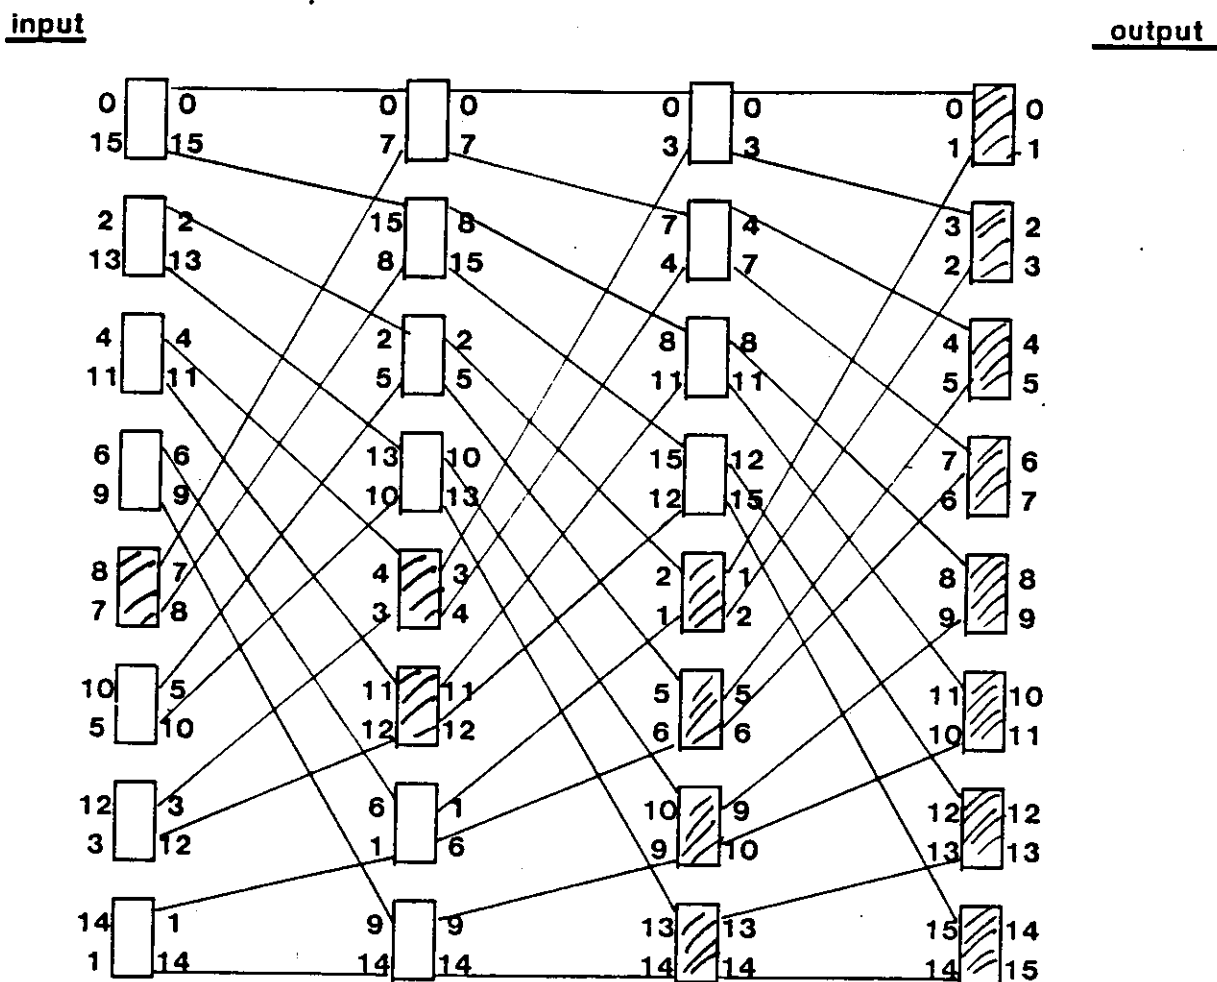 input output
0 0 0 0 0 0 0 0
15 15 7 7 3 3 1 1
2 2 15 8 7 4 3 2
13 13 8 15 4 7 2 3
4 4 2 2 8 8 4 4
11 11 5 5 11 11 5 5
6 6 13 10 15 12 7 6
9 9 10 13 12 15 6 7
8 7 4 3 2 1 8 8
7 8 3 4 1 2 9 9
10 5 11 11 5 5 11 10
5 10 12 12 6 6 10 11
12 3 6 1 10 9 12 12
3 12 1 6 9 10 13 13
14 1 9 9 13 13 15 14
1 14 14 14 14 14 14 15